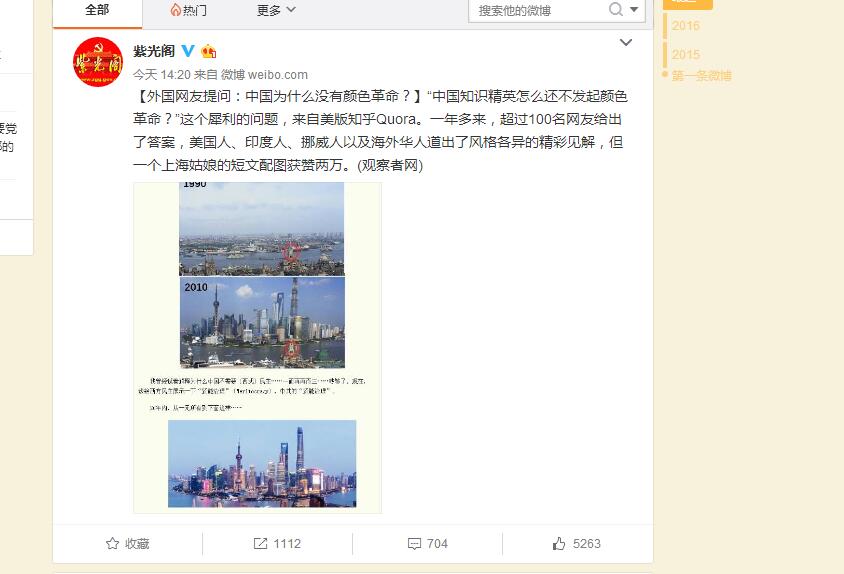 全部
热门
更多
搜索他的微博
2016
2015
第一条微博
要党
部的
紫光阁
紫光阁
今天 14:20 来自 微博 weibo.com
【外国网友提问：中国为什么没有颜色革命？】“中国知识精英怎么还不发起颜色
革命？”这个犀利的问题，来自美版知乎Quora。一年多来，超过100名网友给出
了答案，美国人、印度人、挪威人以及海外华人道出了风格各异的精彩见解，但
一个上海姑娘的短文配图获赞两万。(观察者网)
1990
2010
收藏
1112
704
5263